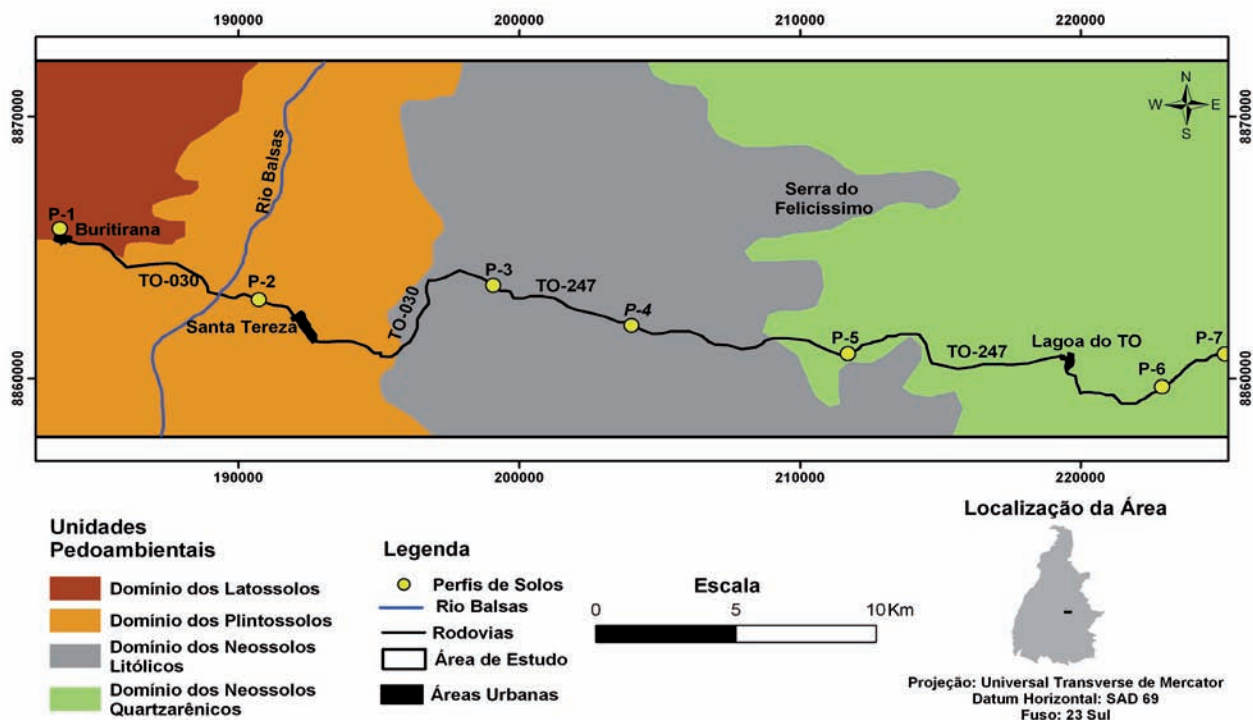 190000 200000 210000 220000
8870000
8860000
8870000
8860000
N
W E
S
Rio Balsas
Serra do
Felicissimo
P-1
Buritirana
TO-030
P-2
Santa Tereza
TO-030
P-3
TO-247
P-4
P-5
TO-247
Lagoa do TO
P-6
P-7
190000 200000 210000 220000
Unidades
Pedoambientais
Domínio dos Latossolos
Domínio dos Plintossolos
Domínio dos Neossolos
Litólicos
Domínio dos Neossolos
Quartzarênicos
Legenda
Perfis de Solos
Rio Balsas
Rodovias
Área de Estudo
Áreas Urbanas
Escala
0 5 10 Km
Localização da Área
Projeção: Universal Transverse de Mercator
Datum Horizontal: SAD 69
Fuso: 23 Sul